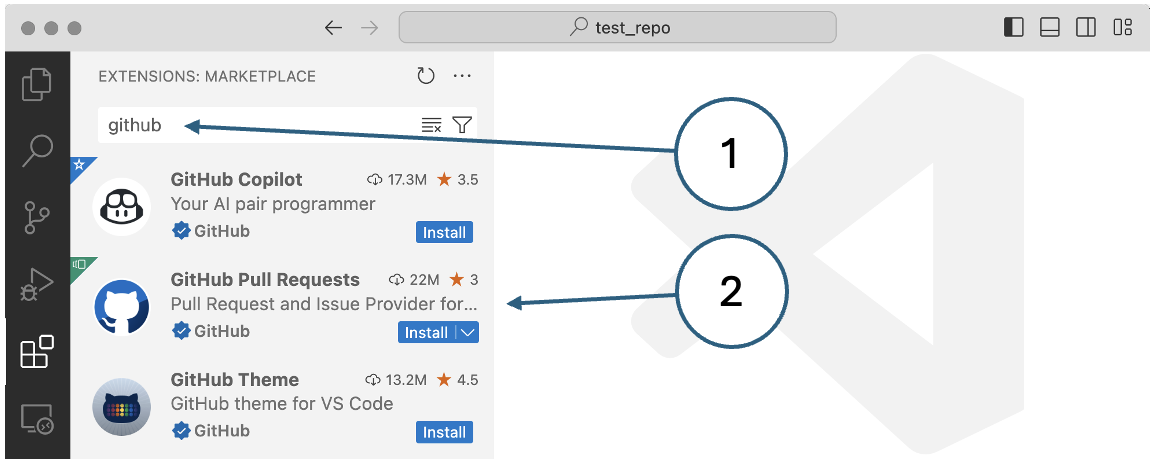 test_repo
EXTENSIONS: MARKETPLACE
github
1
GitHub Copilot 17.3M 3.5
Your AI pair programmer
GitHub Install
GitHub Pull Requests 22M 3
2
Pull Request and Issue Provider for...
GitHub Install
GitHub Theme 13.2M 4.5
GitHub theme for VS Code
GitHub Install